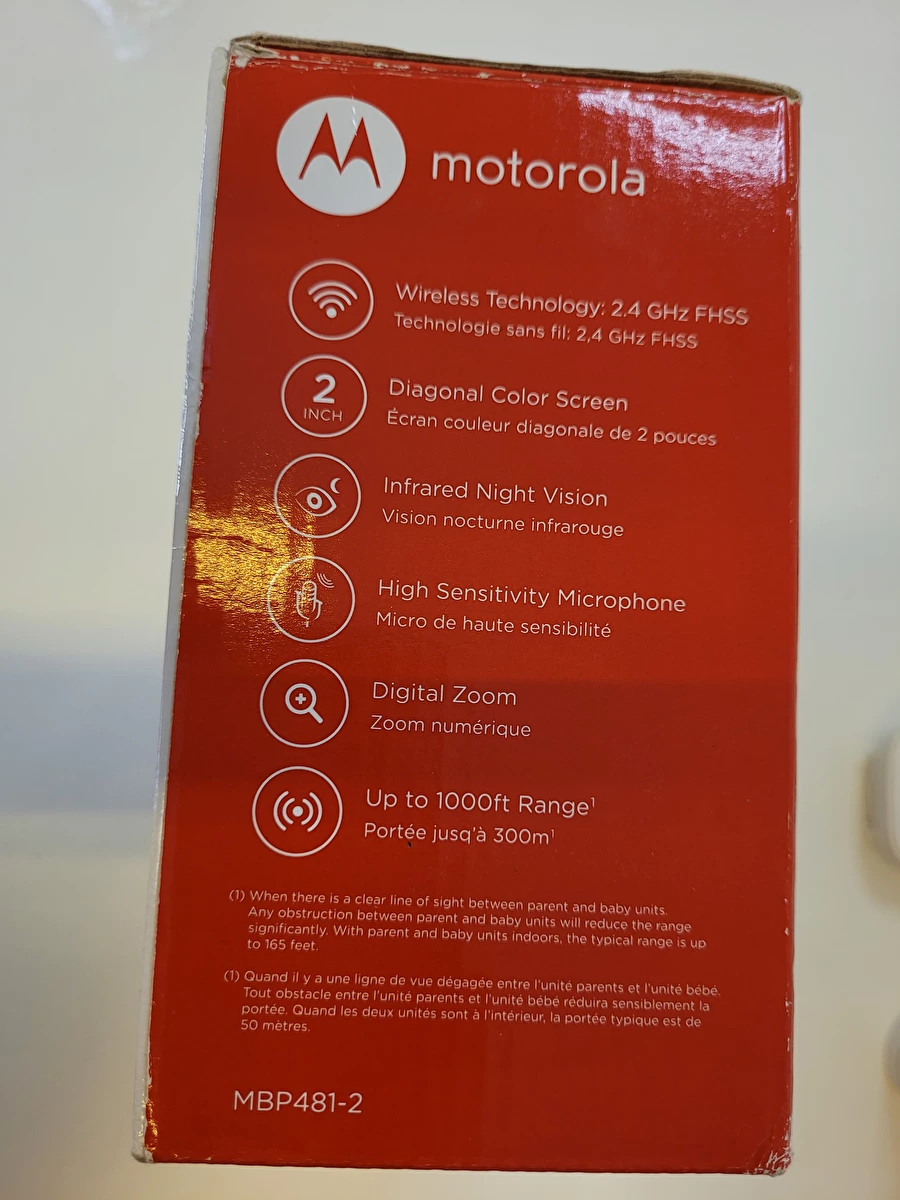 motorola
Wireless Technology: 2.4 GHz FHSS
Technologie sans fil: 2,4 GHz FHSS
2
INCH
Diagonal Color Screen
Écran couleur diagonale de 2 pouces
Infrared Night Vision
Vision nocturne infrarouge
High Sensitivity Microphone
Micro de haute sensibilité
Digital Zoom
Zoom numérique
Up to 1000ft Range¹
Portée jusq'à 300m¹
(1) When there is a clear line of sight between parent and baby units.
Any obstruction between parent and baby units will reduce the range
significantly. With parent and baby units indoors, the typical range is up
to 165 feet.
(1) Quand il y a une ligne de vue dégagée entre l'unité parents et l'unité bébé.
Tout obstacle entre l'unité parents et l'unité bébé réduira sensiblement la
portée. Quand les deux unités sont à l'intérieur, la portée typique est de
50 mètres.
MBP481-2